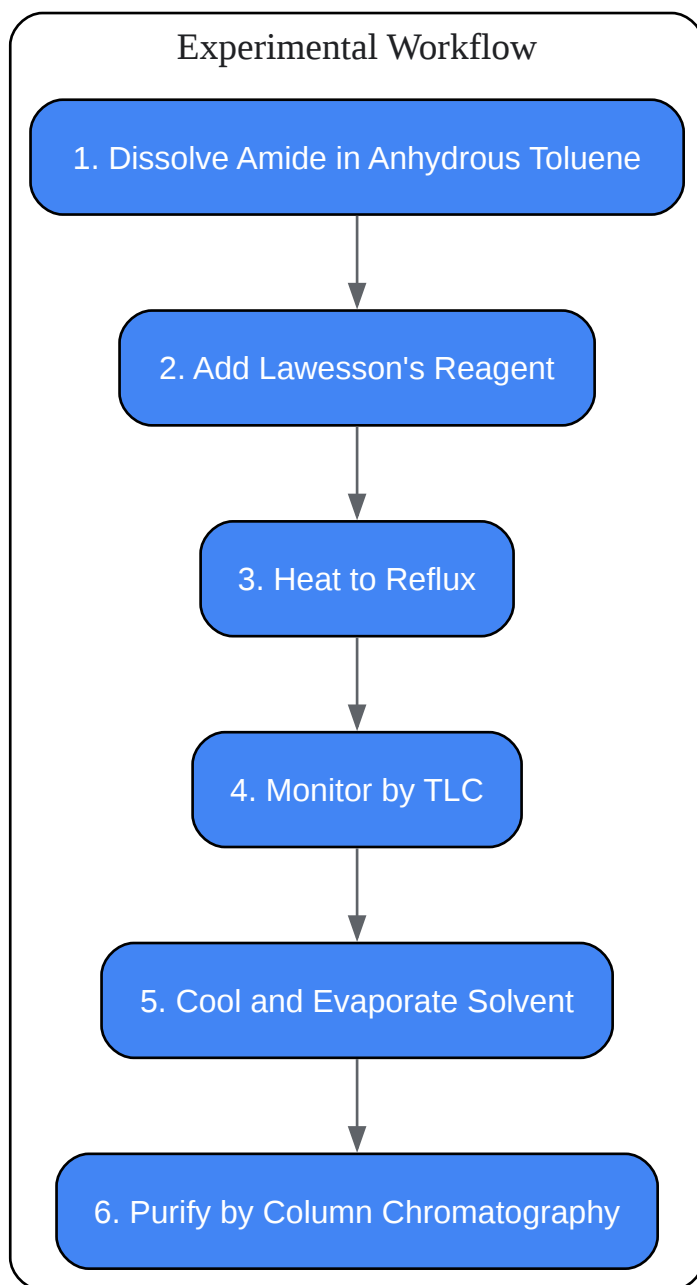 Experimental Workflow
1. Dissolve Amide in Anhydrous Toluene
2. Add Lawesson's Reagent
3. Heat to Reflux
4. Monitor by TLC
5. Cool and Evaporate Solvent
6. Purify by Column Chromatography